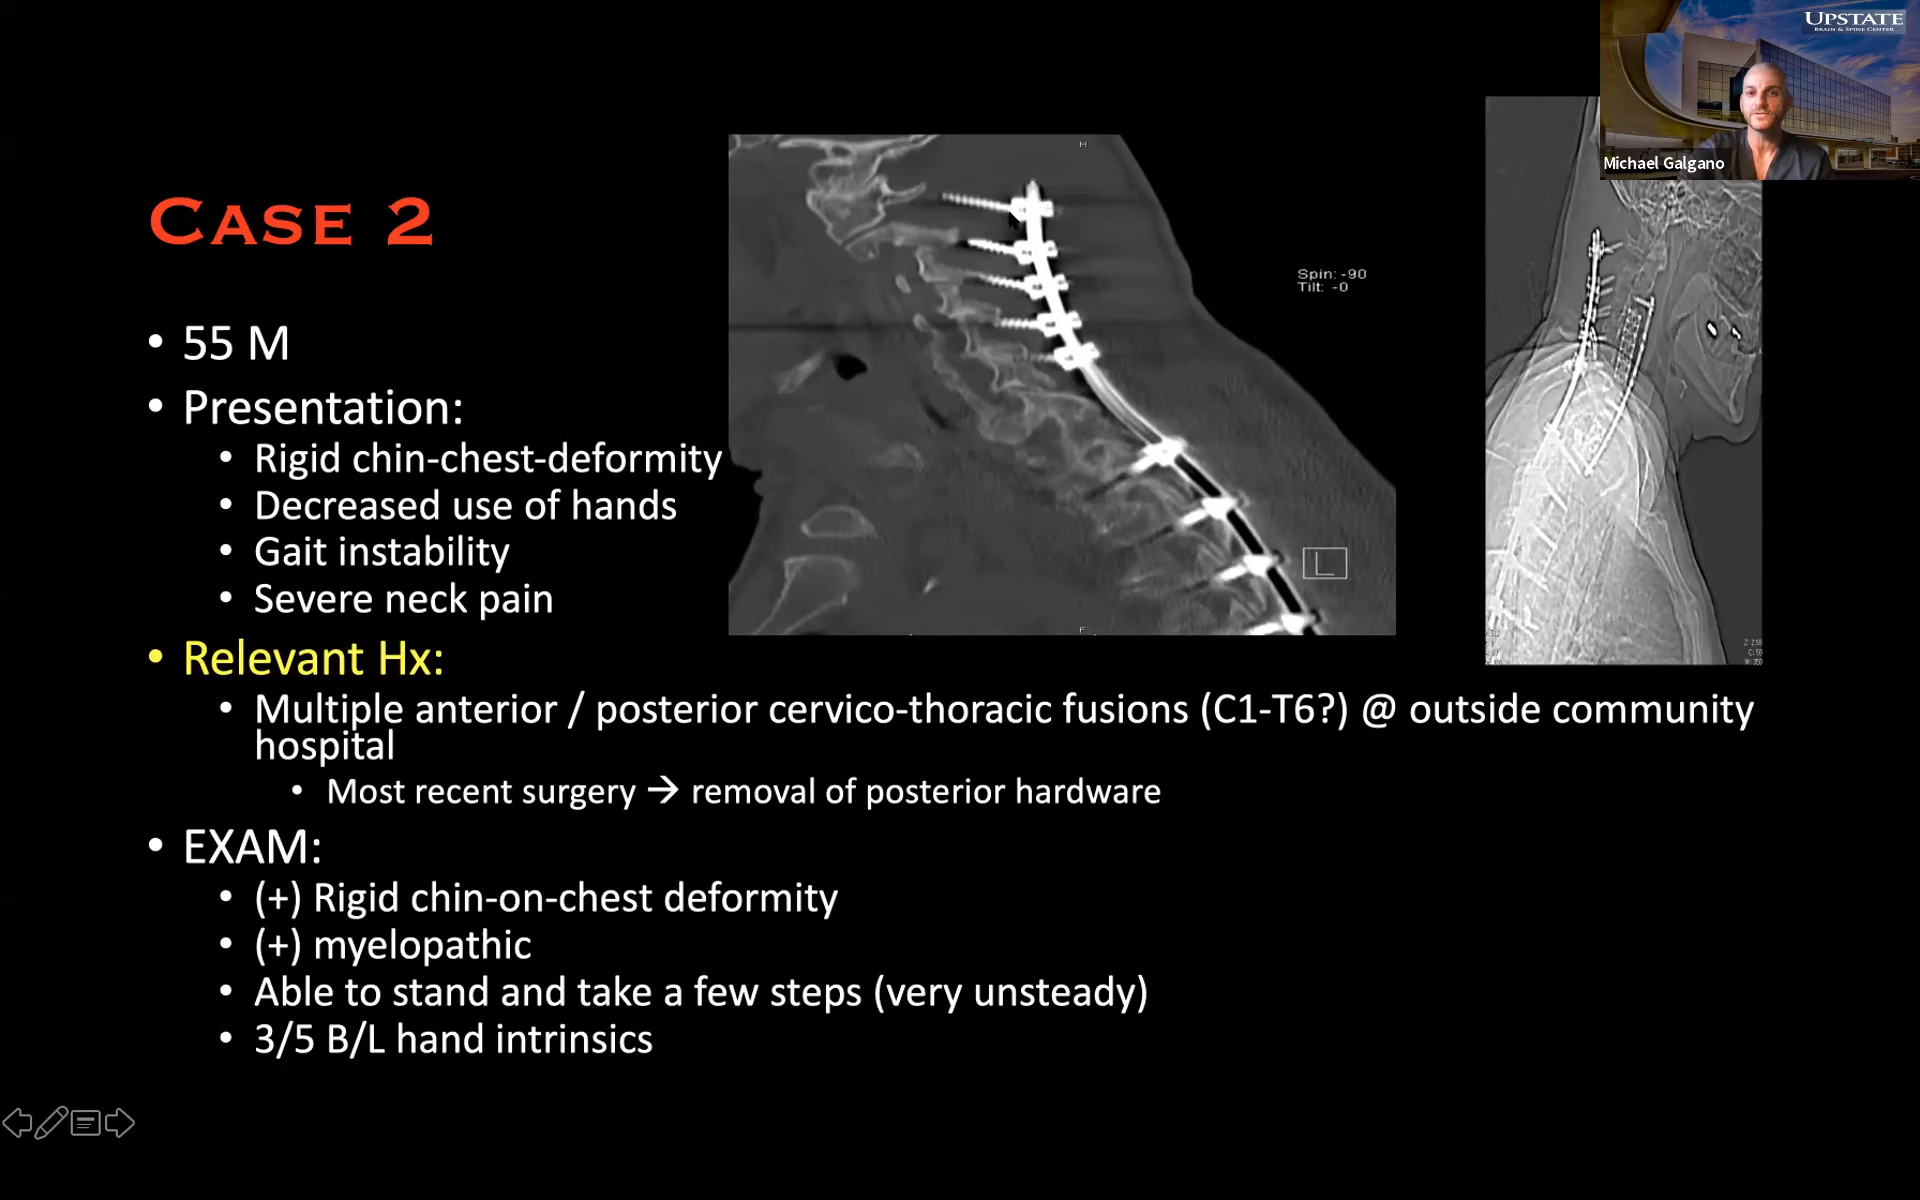 UPSTATE
BRAIN & SPINE CENTER
Michael Galgano
H
CASE 2
Spin: -90
Tilt: -0
• 55 M
• Presentation:
• Rigid chin-chest-deformity
• Decreased use of hands
• Gait instability
L
• Severe neck pain
F
• Relevant Hx:
• Multiple anterior / posterior cervico-thoracic fusions (C1-T6?) @ outside community
hospital
• Most recent surgery → removal of posterior hardware
• EXAM:
• (+) Rigid chin-on-chest deformity
• (+) myelopathic
• Able to stand and take a few steps (very unsteady)
• 3/5 B/L hand intrinsics